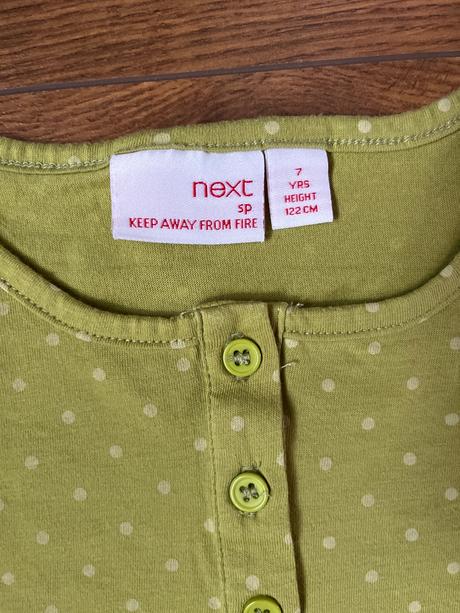 next
sp
KEEP AWAY FROM FIRE
7
YRS
HEIGHT
122 CM